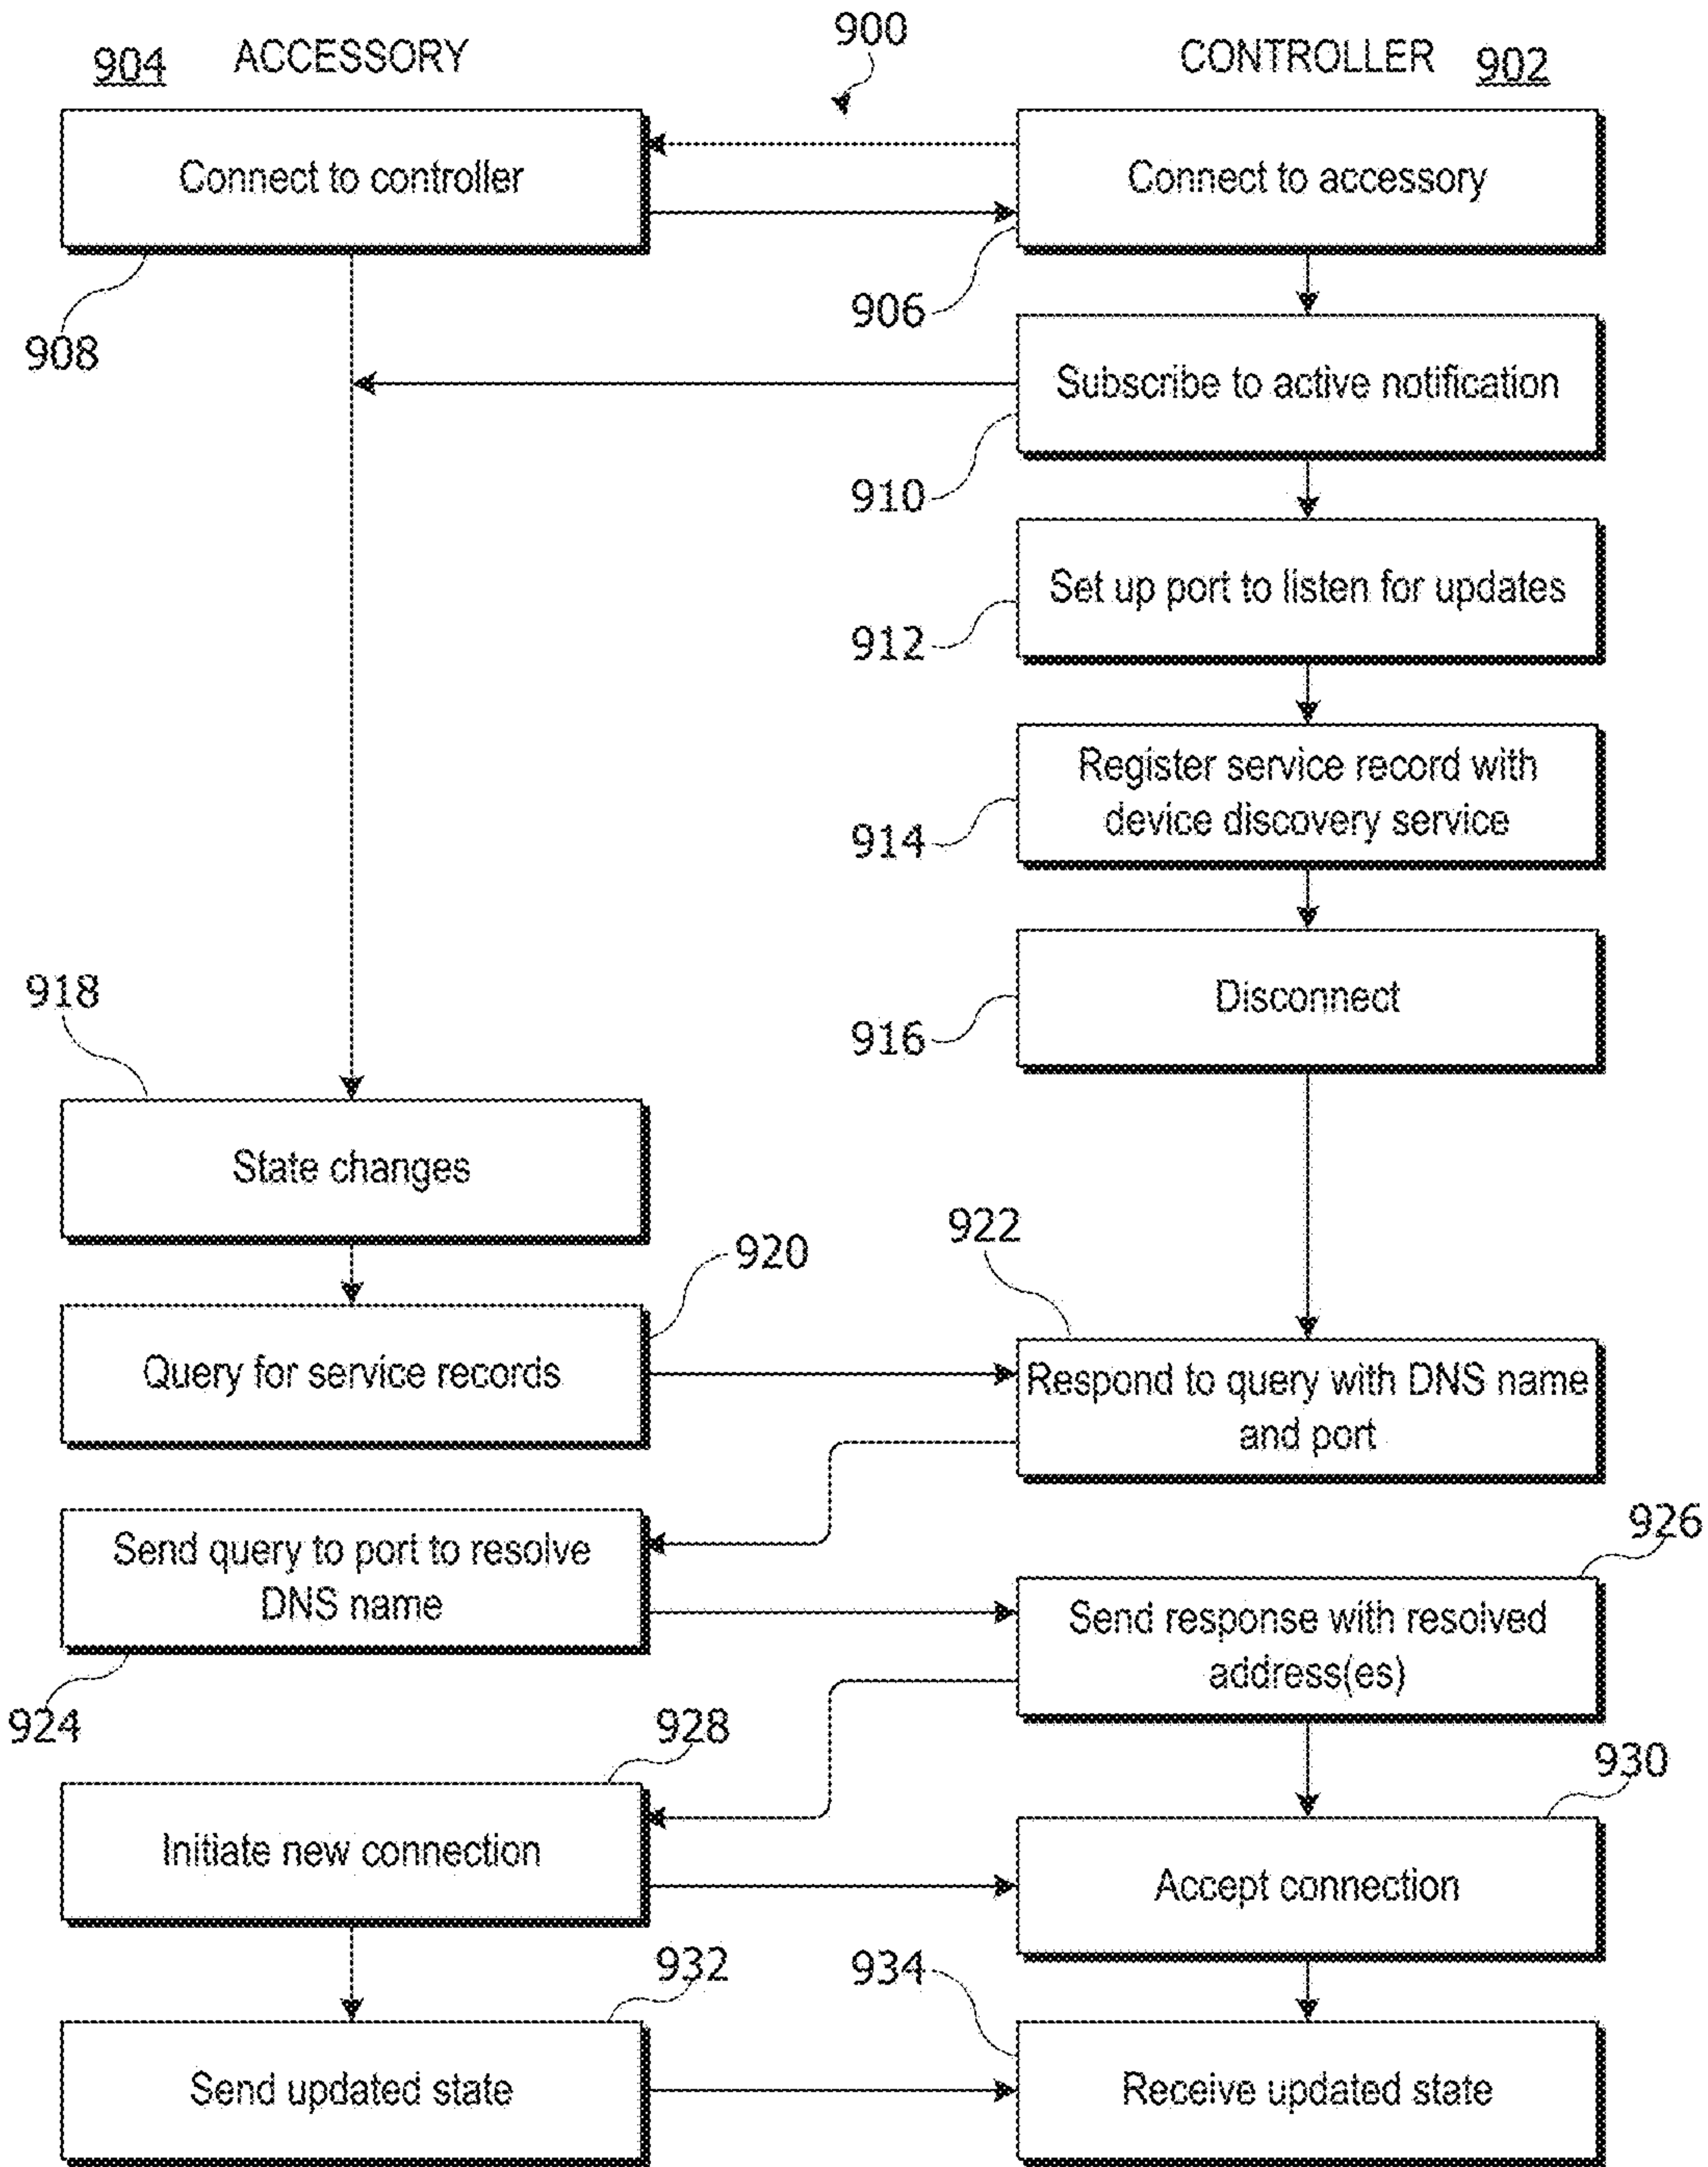 900
904 ACCESSORY
CONTROLLER 902
Connect to controller
Connect to accessory
906
908
Subscribe to active notification
910
Set up port to listen for updates
912
Register service record with
device discovery service
914
918
Disconnect
916
State changes
920
922
Query for service records
Respond to query with DNS name
and port
926
Send query to port to resolve
DNS name
Send response with resolved
address(es)
924
928
930
Initiate new connection
Accept connection
932
934
Send updated state
Receive updated state